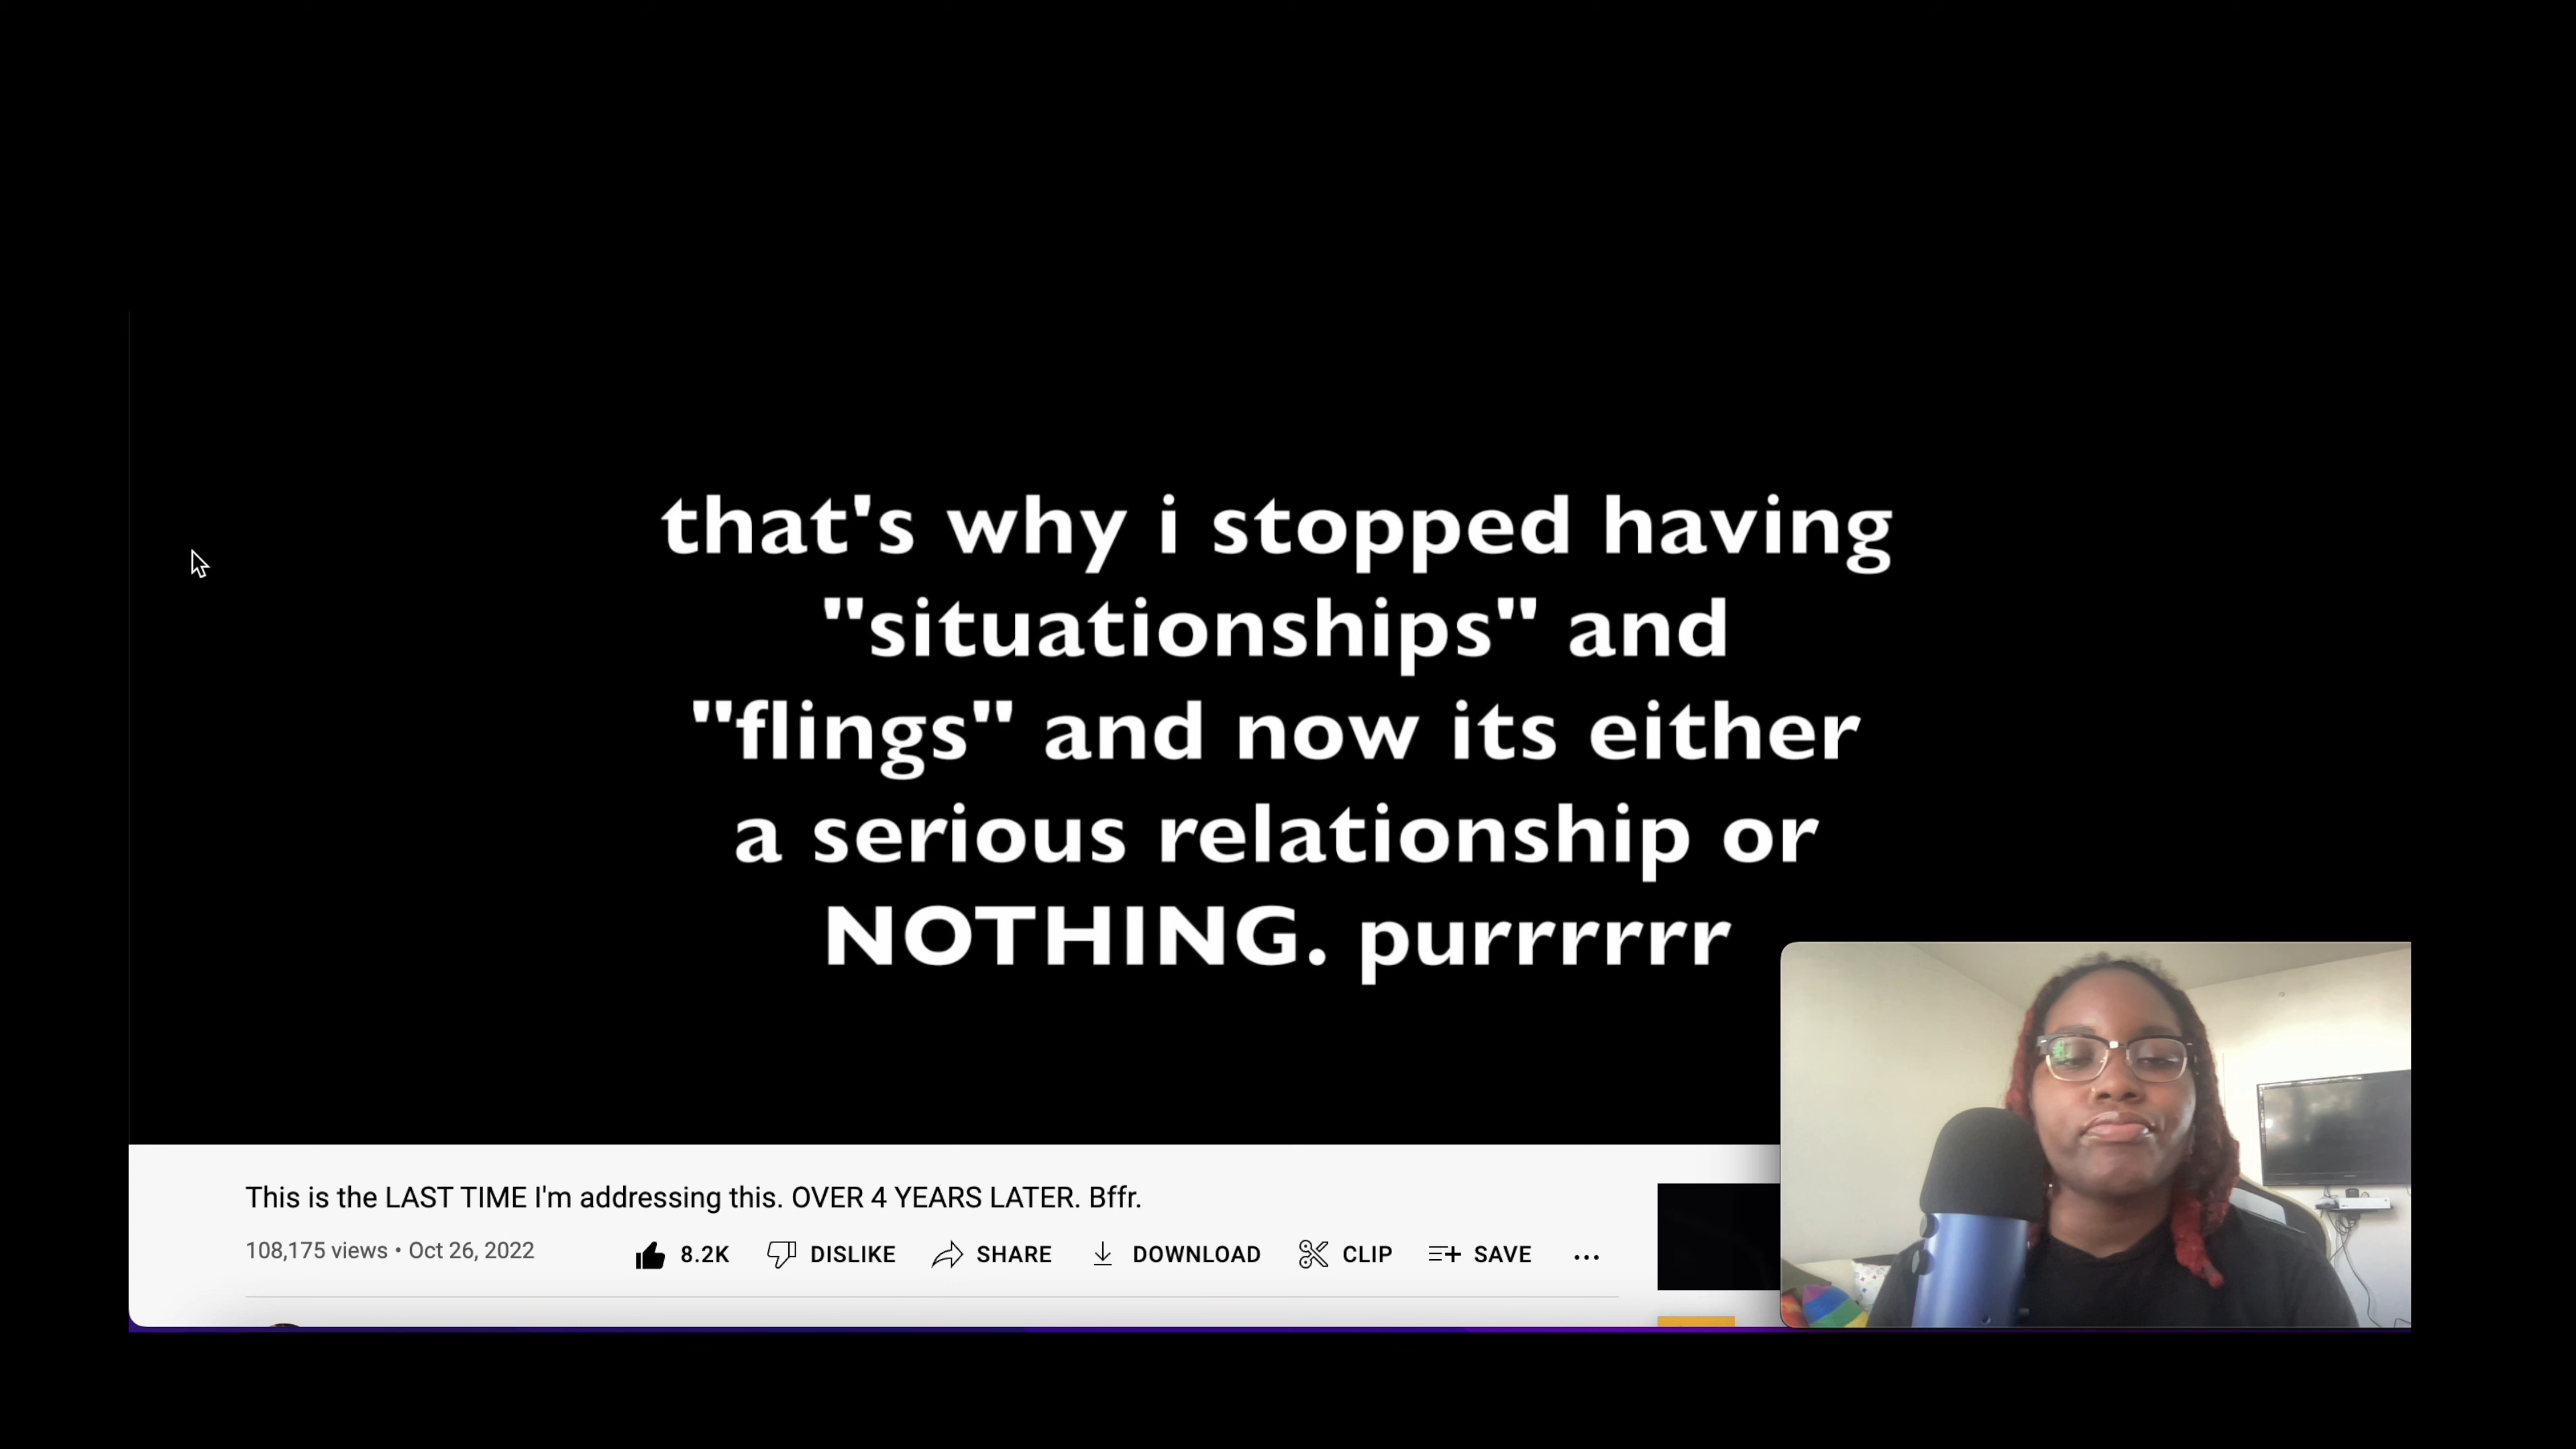 that's why i stopped having
"situationships" and
"flings" and now its either
a serious relationship or
NOTHING. purrrrrr
This is the LAST TIME I'm addressing this. OVER 4 YEARS LATER. Bffr.
108,175 views • Oct 26, 2022 8.2K DISLIKE SHARE DOWNLOAD CLIP SAVE ...